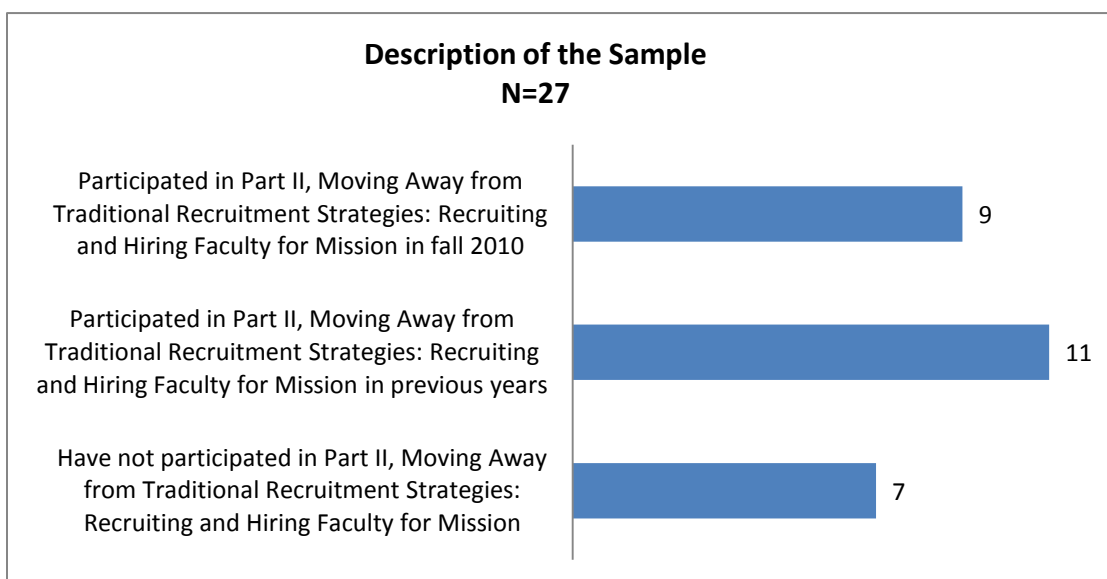 Description of the Sample
N=27
Participated in Part II, Moving Away from
Traditional Recruitment Strategies: Recruiting
and Hiring Faculty for Mission in fall 2010
9
Participated in Part II, Moving Away from
Traditional Recruitment Strategies: Recruiting
and Hiring Faculty for Mission in previous years
11
Have not participated in Part II, Moving Away
from Traditional Recruitment Strategies:
Recruiting and Hiring Faculty for Mission
7